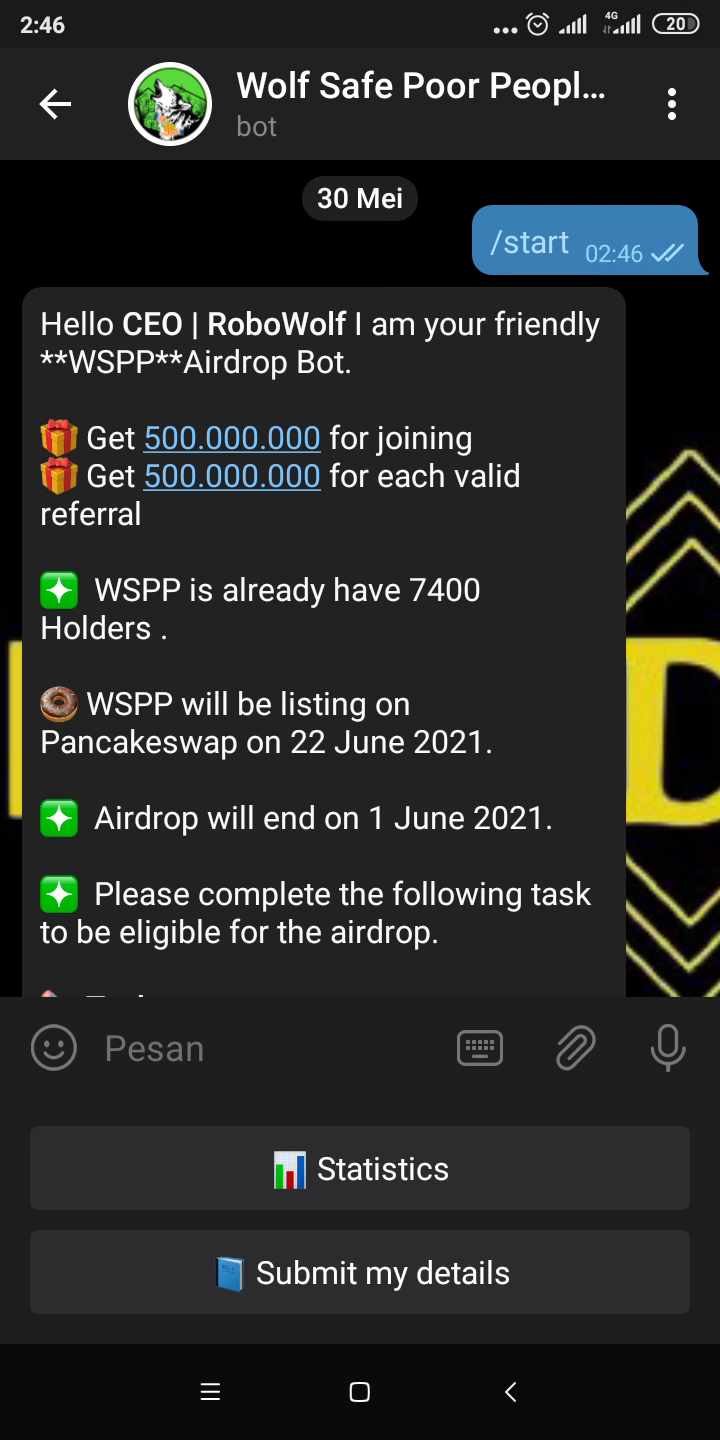 2:46
4G
20
Wolf Safe Poor Peopl...
bot
30 Mei
/start 02:46
Hello CEO | RoboWolf I am your friendly
**WSPP**Airdrop Bot.
Get 500.000.000 for joining
Get 500.000.000 for each valid
referral
WSPP is already have 7400
Holders .
WSPP will be listing on
Pancakeswap on 22 June 2021.
Airdrop will end on 1 June 2021.
Please complete the following task
to be eligible for the airdrop.
Pesan
Statistics
Submit my details